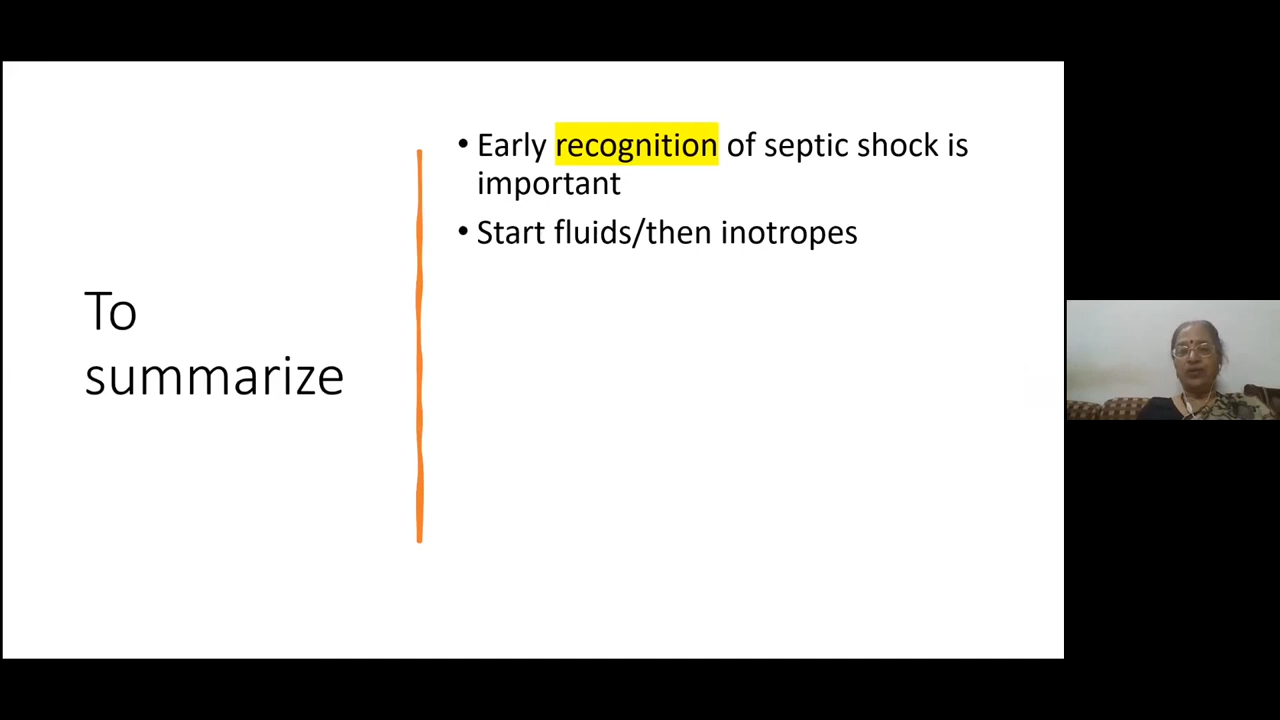 To
summarize
• Early recognition of septic shock is
important
• Start fluids/then inotropes